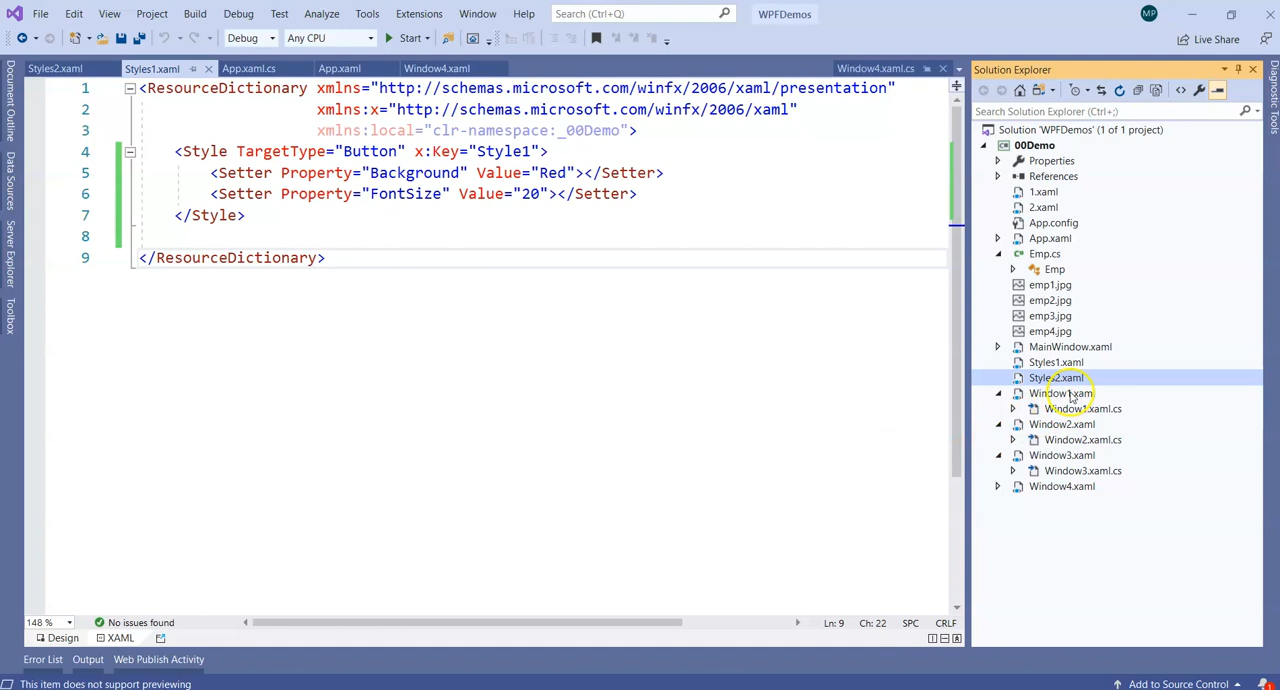 File Edit View Project Build Debug Test Analyze Tools Extensions Window Help Search (Ctrl+Q) WPFDemos MP
Debug Any CPU Start Live Share
Document Outline
Data Sources
Server Explorer
Toolbox
Styles2.xaml Styles1.xaml App.xaml.cs App.xaml Window4.xaml Window4.xaml.cs
1 <ResourceDictionary xmlns="http://schemas.microsoft.com/winfx/2006/xaml/presentation"
2 xmlns:x="http://schemas.microsoft.com/winfx/2006/xaml"
3 xmlns:local="clr-namespace:_00Demo">
4 <Style TargetType="Button" x:Key="Style1">
5 <Setter Property="Background" Value="Red"></Setter>
6 <Setter Property="FontSize" Value="20"></Setter>
7 </Style>
8
9 </ResourceDictionary>
148 % No issues found Ln: 9 Ch: 22 SPC CRLF
Design XAML
Error List Output Web Publish Activity
This item does not support previewing
Solution Explorer
Search Solution Explorer (Ctrl+;)
Solution 'WPFDemos' (1 of 1 project)
00Demo
Properties
References
1.xaml
2.xaml
App.config
App.xaml
Emp.cs
Emp
emp1.jpg
emp2.jpg
emp3.jpg
emp4.jpg
MainWindow.xaml
Styles1.xaml
Styles2.xaml
Window1.xaml
Window1.xaml.cs
Window2.xaml
Window2.xaml.cs
Window3.xaml
Window3.xaml.cs
Window4.xaml
Diagnostic Tools
Add to Source Control